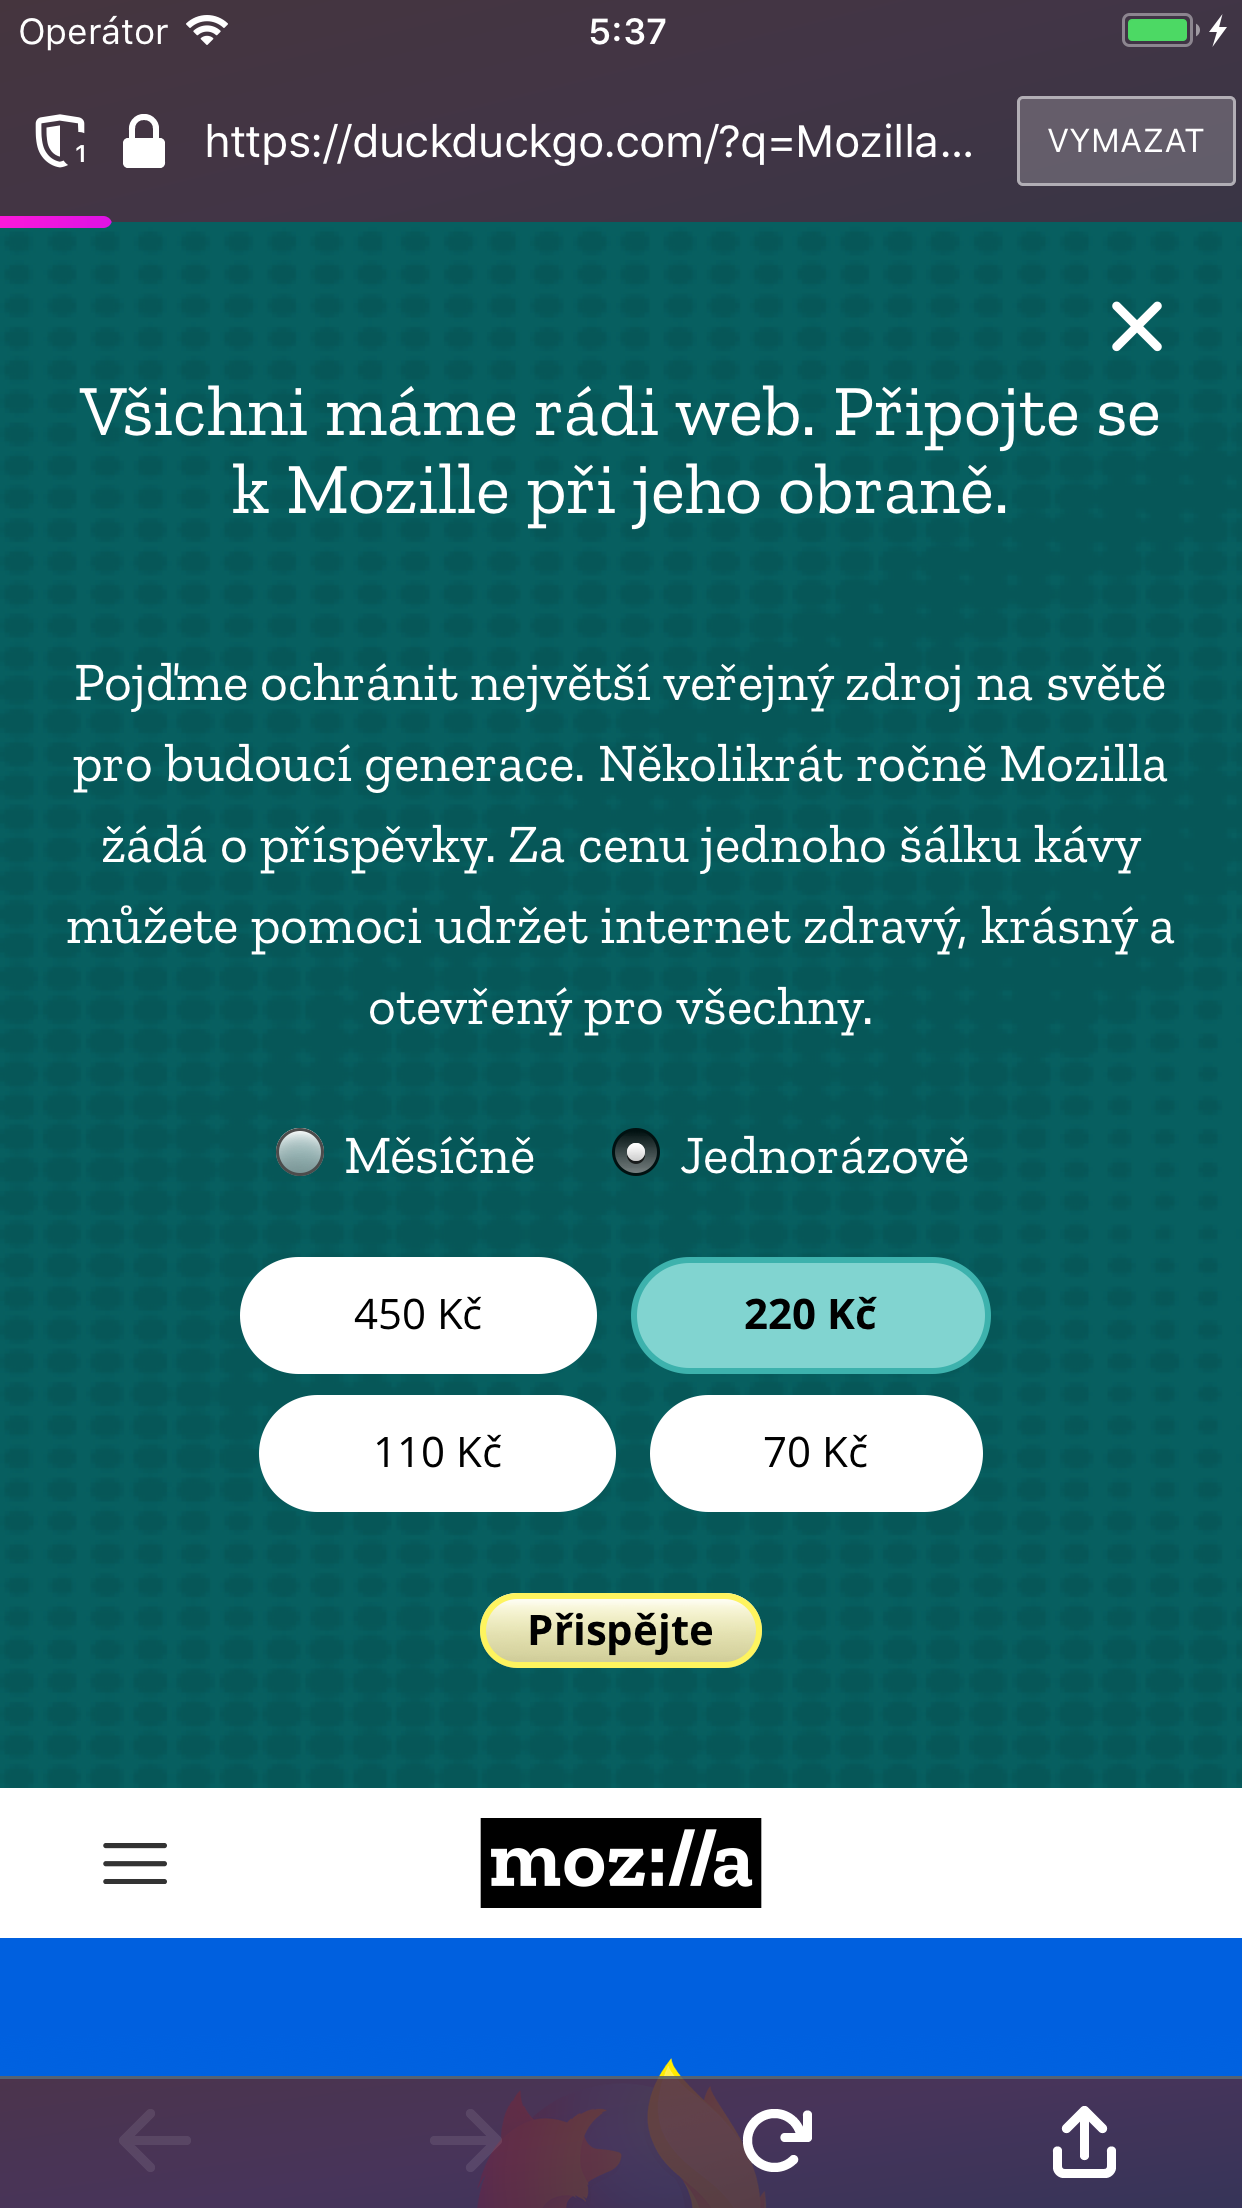 Operátor 5:37
1 https://duckduckgo.com/?q=Mozilla... VYMAZAT
Všichni máme rádi web. Připojte se
k Mozille při jeho obraně.
Pojďme ochránit největší veřejný zdroj na světě
pro budoucí generace. Několikrát ročně Mozilla
žádá o příspěvky. Za cenu jednoho šálku kávy
můžete pomoci udržet internet zdravý, krásný a
otevřený pro všechny.
Měsíčně Jednorázově
450 Kč 220 Kč
110 Kč 70 Kč
Přispějte
moz://a